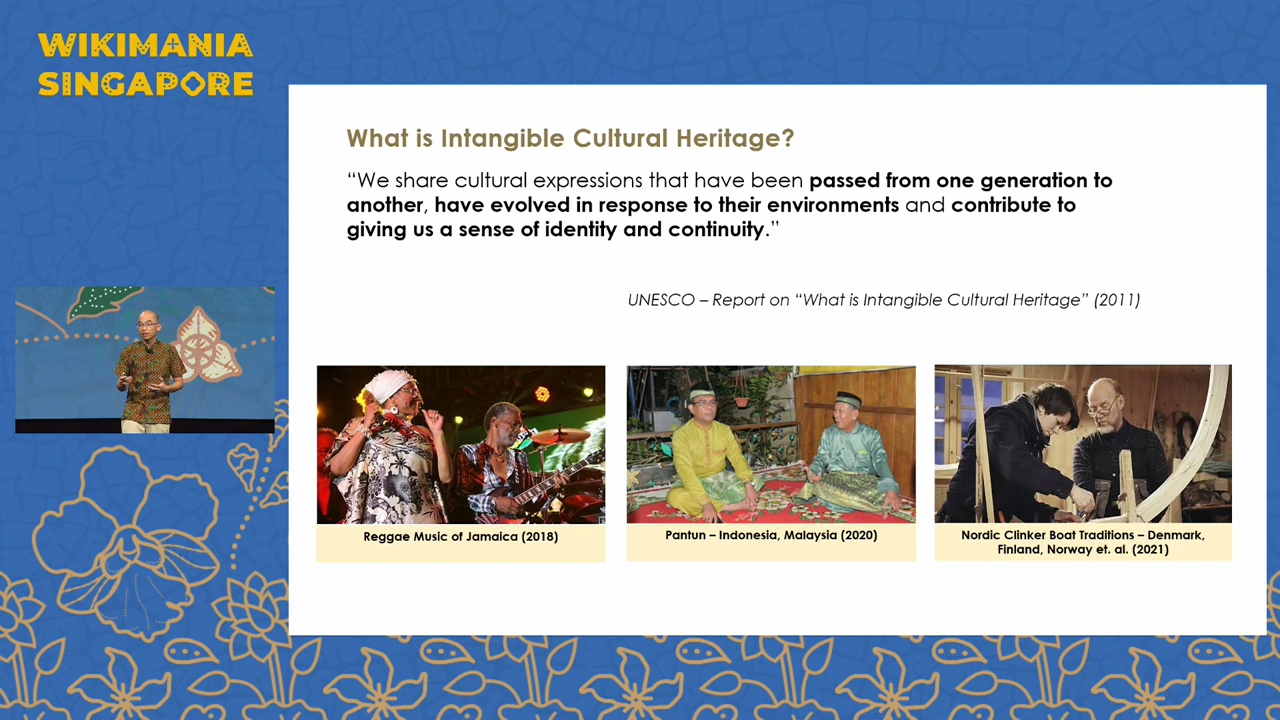 WIKIMANIA
SINGAPORE
What is Intangible Cultural Heritage?
“We share cultural expressions that have been passed from one generation to
another, have evolved in response to their environments and contribute to
giving us a sense of identity and continuity.”
UNESCO – Report on “What is Intangible Cultural Heritage” (2011)
Reggae Music of Jamaica (2018)
Pantun – Indonesia, Malaysia (2020)
Nordic Clinker Boat Traditions – Denmark,
Finland, Norway et. al. (2021)